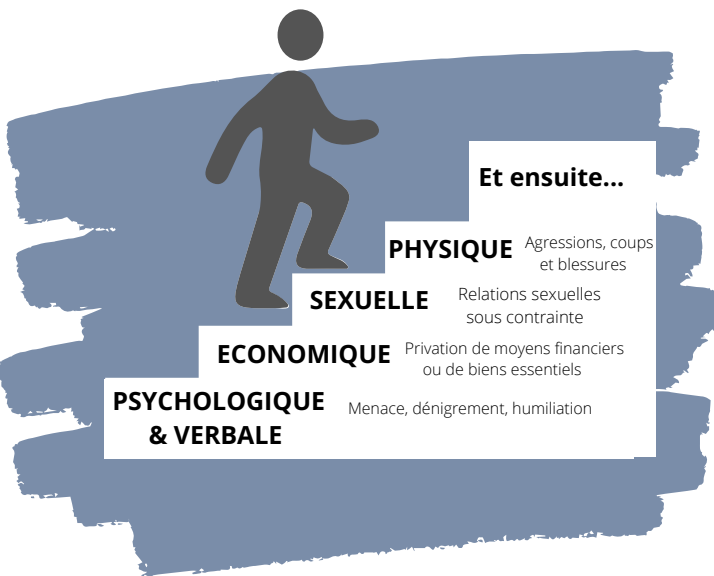 Et ensuite...
PHYSIQUE
Agressions, coups
et blessures
SEXUELLE
Relations sexuelles
sous contrainte
ECONOMIQUE
Privation de moyens financiers
ou de biens essentiels
PSYCHOLOGIQUE
& VERBALE
Menace, dénigrement, humiliation